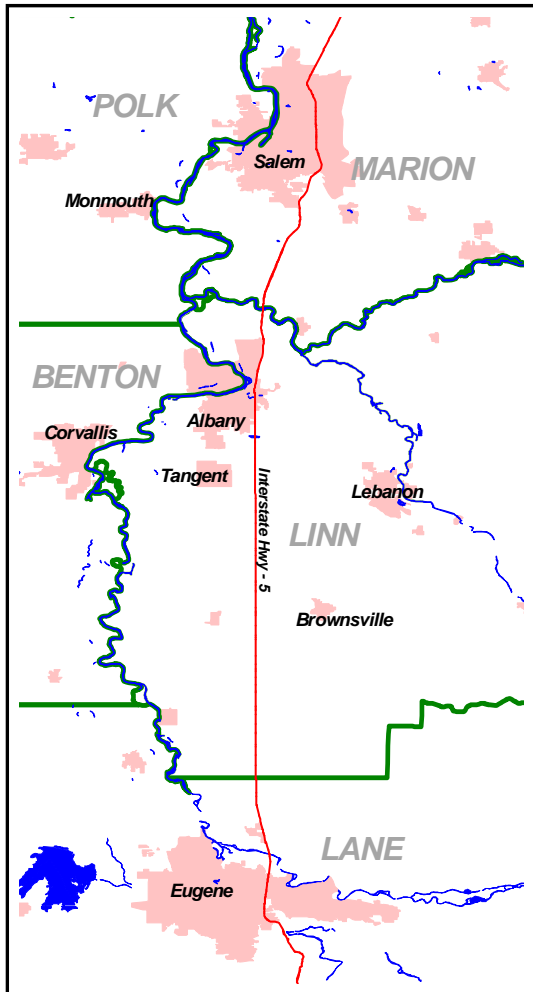 POLK
Salem
MARION
Monmouth
BENTON
Albany
Corvallis
Tangent
Interstate Hwy - 5
Lebanon
LINN
Brownsville
LANE
Eugene